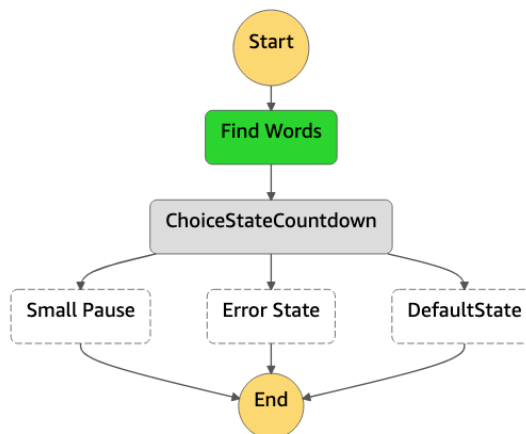 Start
Find Words
ChoiceStateCountdown
Small Pause
Error State
DefaultState
End